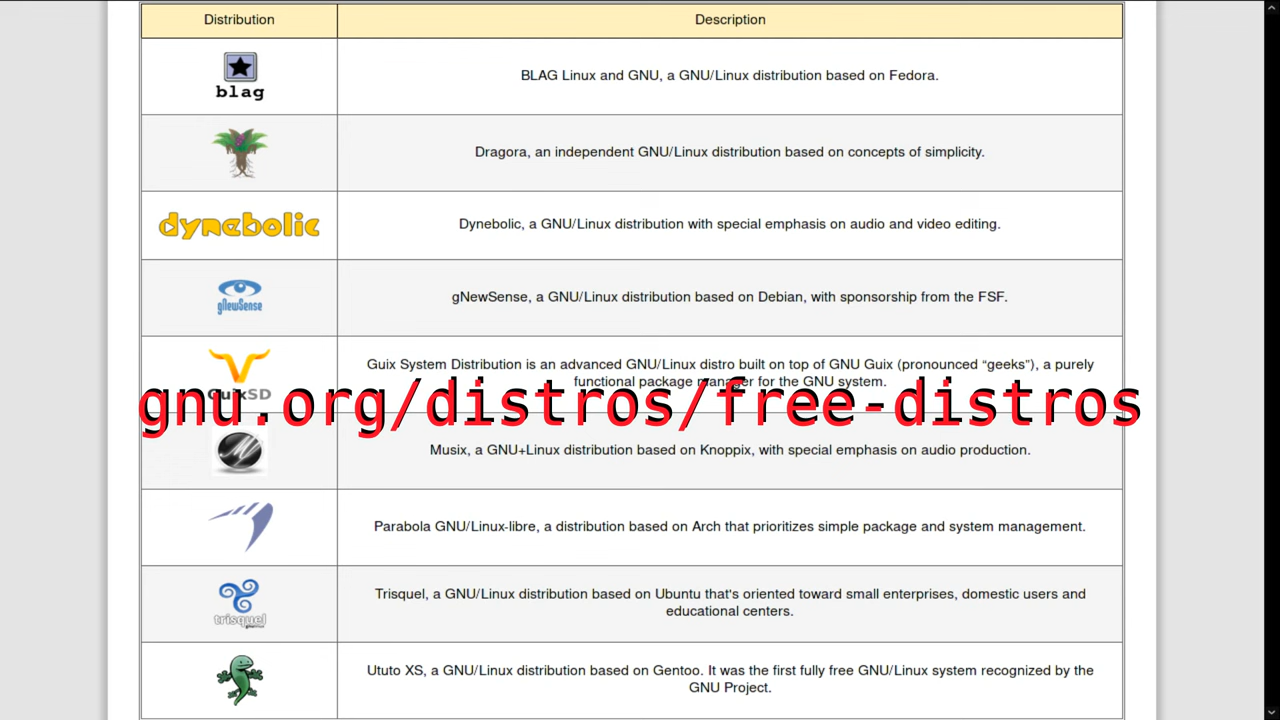 Distribution
Description
blag
BLAG Linux and GNU, a GNU/Linux distribution based on Fedora.
Dragora, an independent GNU/Linux distribution based on concepts of simplicity.
dynebolic
Dynebolic, a GNU/Linux distribution with special emphasis on audio and video editing.
gNewSense
gNewSense, a GNU/Linux distribution based on Debian, with sponsorship from the FSF.
Guix System Distribution is an advanced GNU/Linux distro built on top of GNU Guix (pronounced “geeks”), a purely
functional package manager for the GNU system.
GuixSD
gnu.org/distros/free-distros
Musix, a GNU+Linux distribution based on Knoppix, with special emphasis on audio production.
Parabola GNU/Linux-libre, a distribution based on Arch that prioritizes simple package and system management.
Trisquel, a GNU/Linux distribution based on Ubuntu that's oriented toward small enterprises, domestic users and
educational centers.
trisquel
Ututo XS, a GNU/Linux distribution based on Gentoo. It was the first fully free GNU/Linux system recognized by the
GNU Project.